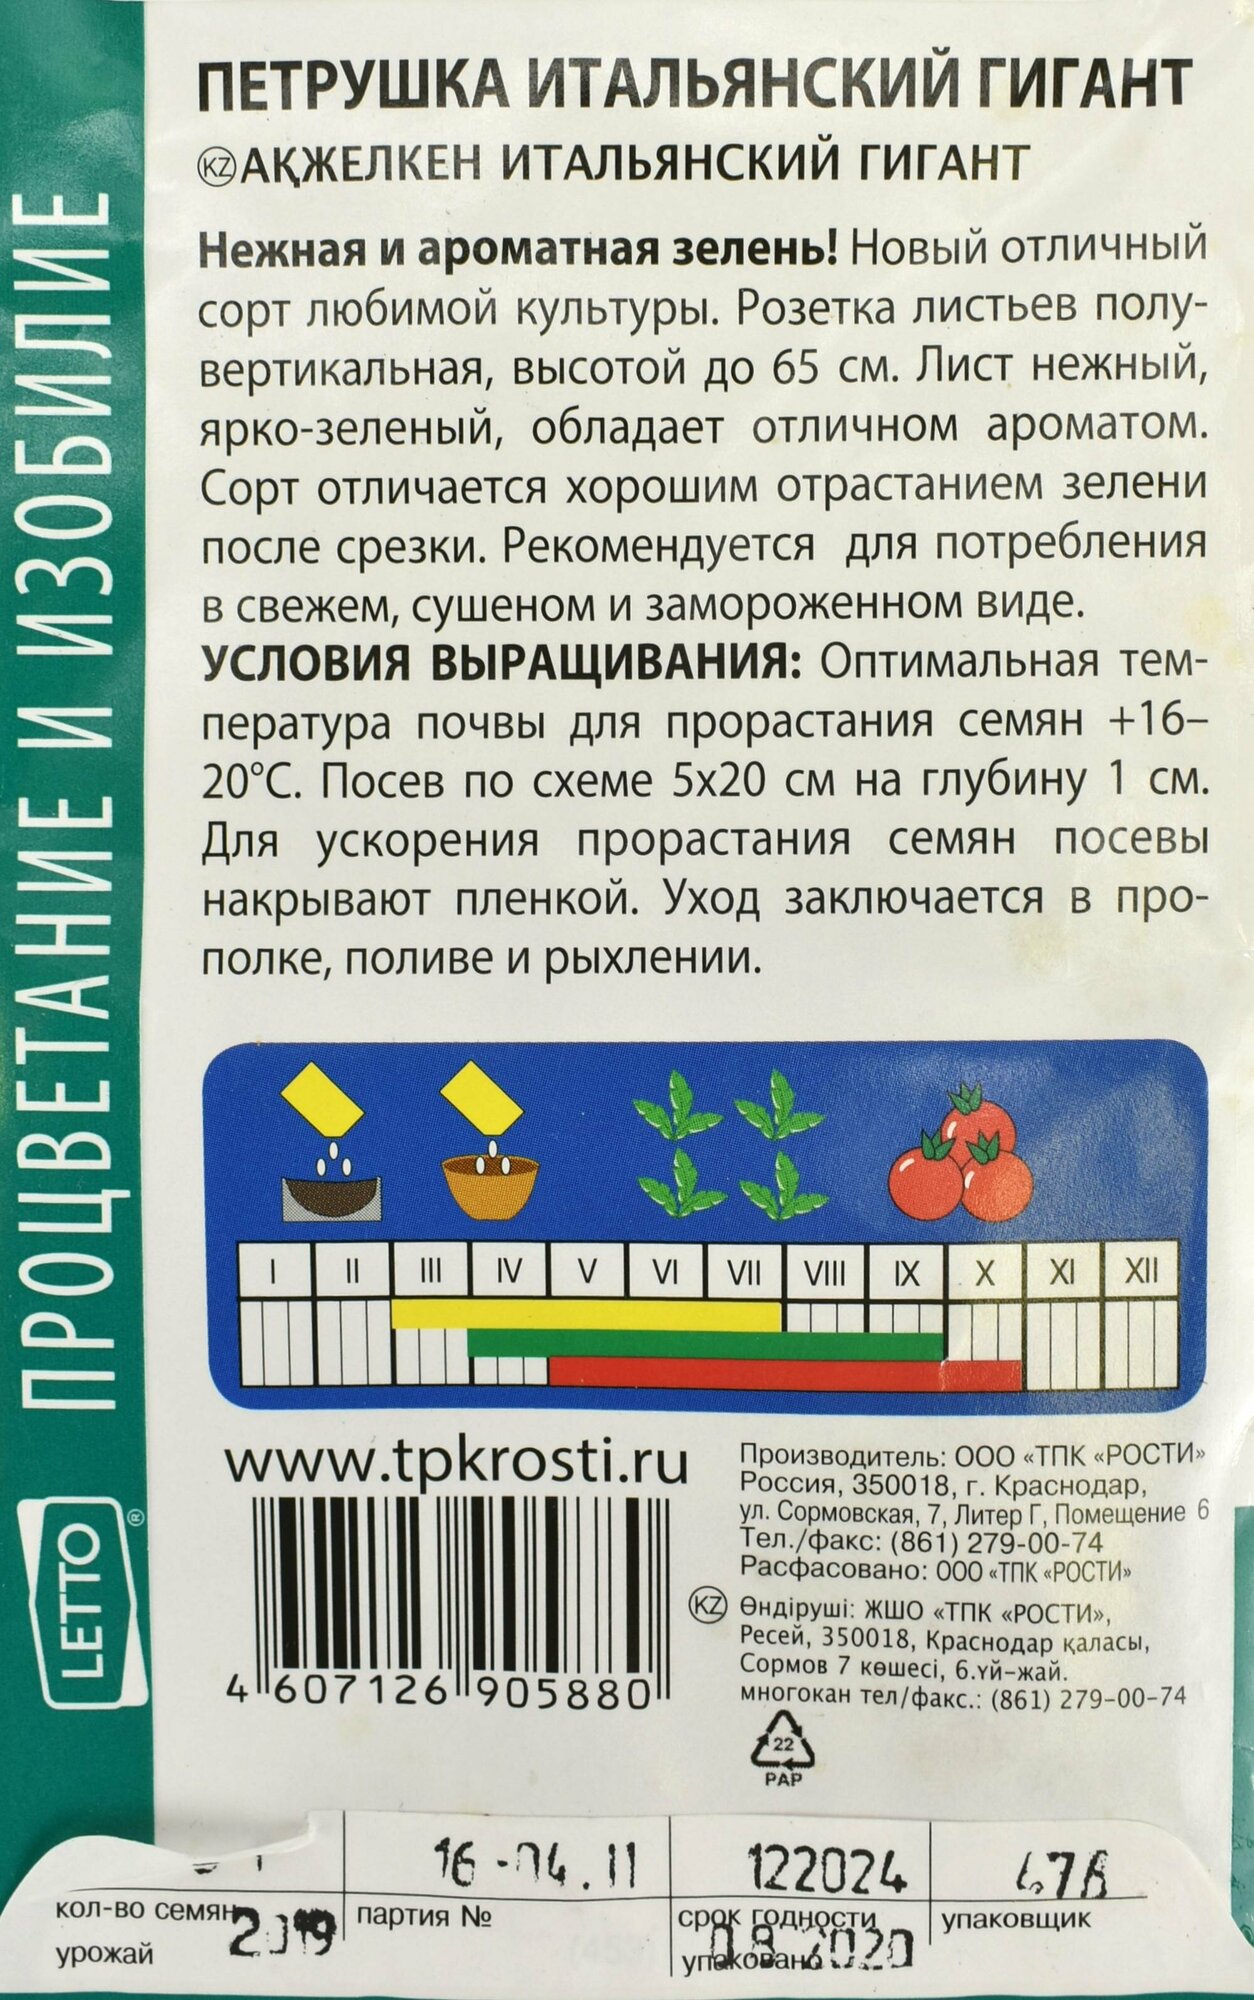 ПЕТРУШКА ИТАЛЬЯНСКИЙ ГИГАНТ
KZ АҚЖЕЛКЕН ИТАЛЬЯНСКИЙ ГИГАНТ
Нежная и ароматная зелень! Новый отличный
сорт любимой культуры. Розетка листьев полу-
вертикальная, высотой до 65 см. Лист нежный,
ярко-зеленый, обладает отличном ароматом.
Сорт отличается хорошим отрастанием зелени
после срезки. Рекомендуется для потребления
в свежем, сушеном и замороженном виде.
УСЛОВИЯ ВЫРАЩИВАНИЯ: Оптимальная тем-
пература почвы для прорастания семян +16–
20°С. Посев по схеме 5х20 см на глубину 1 см.
Для ускорения прорастания семян посевы
накрывают пленкой. Уход заключается в про-
полке, поливе и рыхлении.
I II III IV V VI VII VIII IX X XI XII
www.tpkrosti.ru
4 607126 905880
Производитель: ООО «ТПК «РОСТИ»
Россия, 350018, г. Краснодар,
ул. Сормовская, 7, Литер Г, Помещение 6
Тел./факс: (861) 279-00-74
Расфасовано: ООО «ТПК «РОСТИ»
KZ Өндіруші: ЖШО «ТПК «РОСТИ»,
Ресей, 350018, Краснодар қаласы,
Сормов 7 көшесі, 6.үй-жай.
многокан тел/факс.: (861) 279-00-74
22
PAP
ПРОЦВЕТАНИЕ И ИЗОБИЛИЕ
LETTO ®
16-04.11
122024
кол-во семян
партия №
срок годности
упаковщик
урожай
2019
упаковано
08 2020